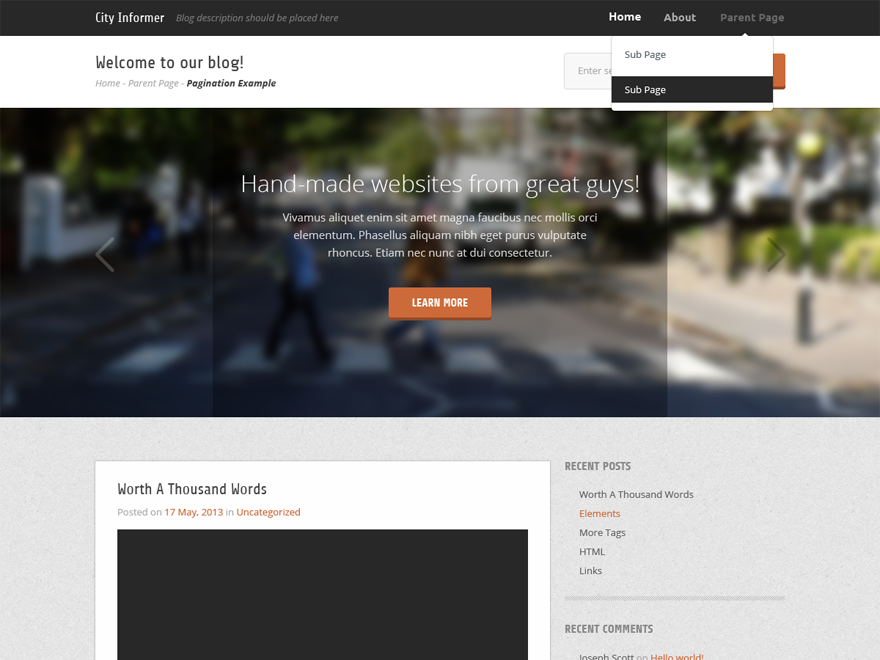 City Informer Blog description should be placed here Home About Parent Page
Sub Page
Sub Page
Welcome to our blog!
Home - Parent Page - Pagination Example
Enter se
Hand-made websites from great guys!
Vivamus aliquet enim sit amet magna faucibus nec mollis orci
elementum. Phasellus aliquam nibh eget purus vulputate
rhoncus. Etiam nec nunc at dui consectetur.
LEARN MORE
Worth A Thousand Words
Posted on 17 May, 2013 in Uncategorized
RECENT POSTS
Worth A Thousand Words
Elements
More Tags
HTML
Links
RECENT COMMENTS
Joseph Scott on Hello world!